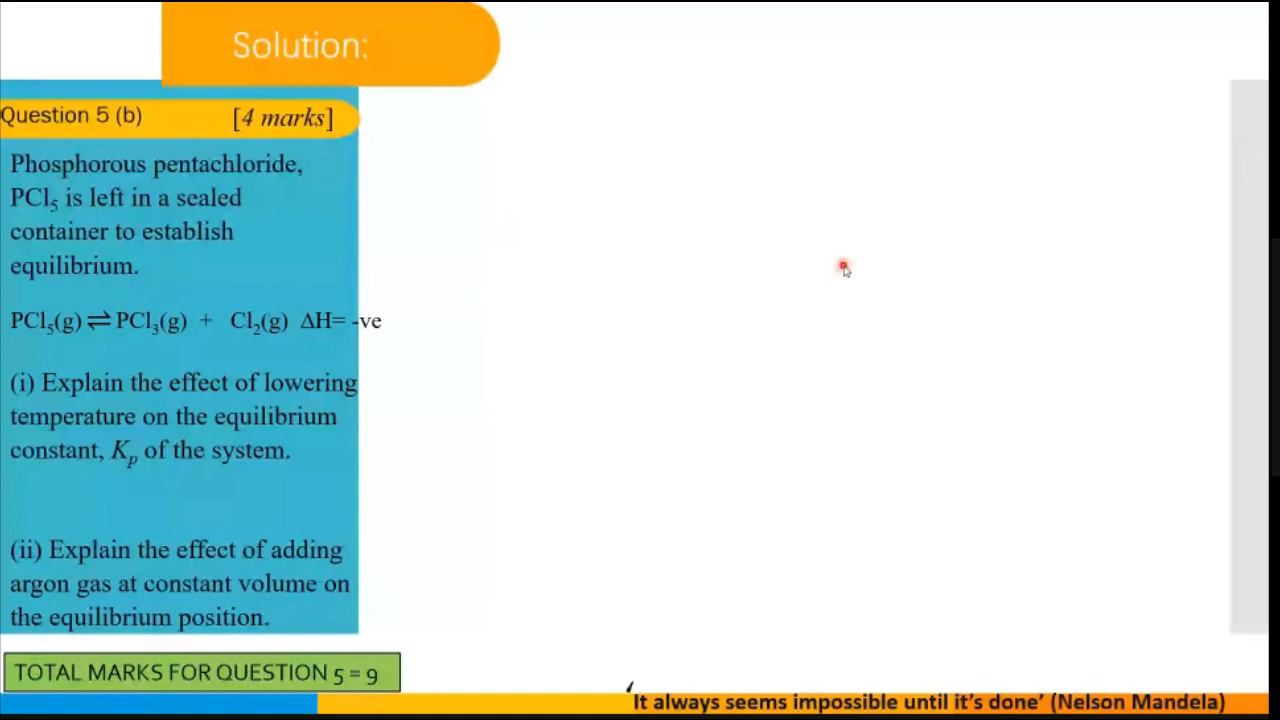 Solution:
Question 5 (b) [4 marks]
Phosphorous pentachloride,
PCl₅ is left in a sealed
container to establish
equilibrium.
PCl₅(g) ⇌ PCl₃(g) + Cl₂(g) ΔH= -ve
(i) Explain the effect of lowering
temperature on the equilibrium
constant, Kₚ of the system.
(ii) Explain the effect of adding
argon gas at constant volume on
the equilibrium position.
TOTAL MARKS FOR QUESTION 5 = 9
‘It always seems impossible until it’s done’ (Nelson Mandela)